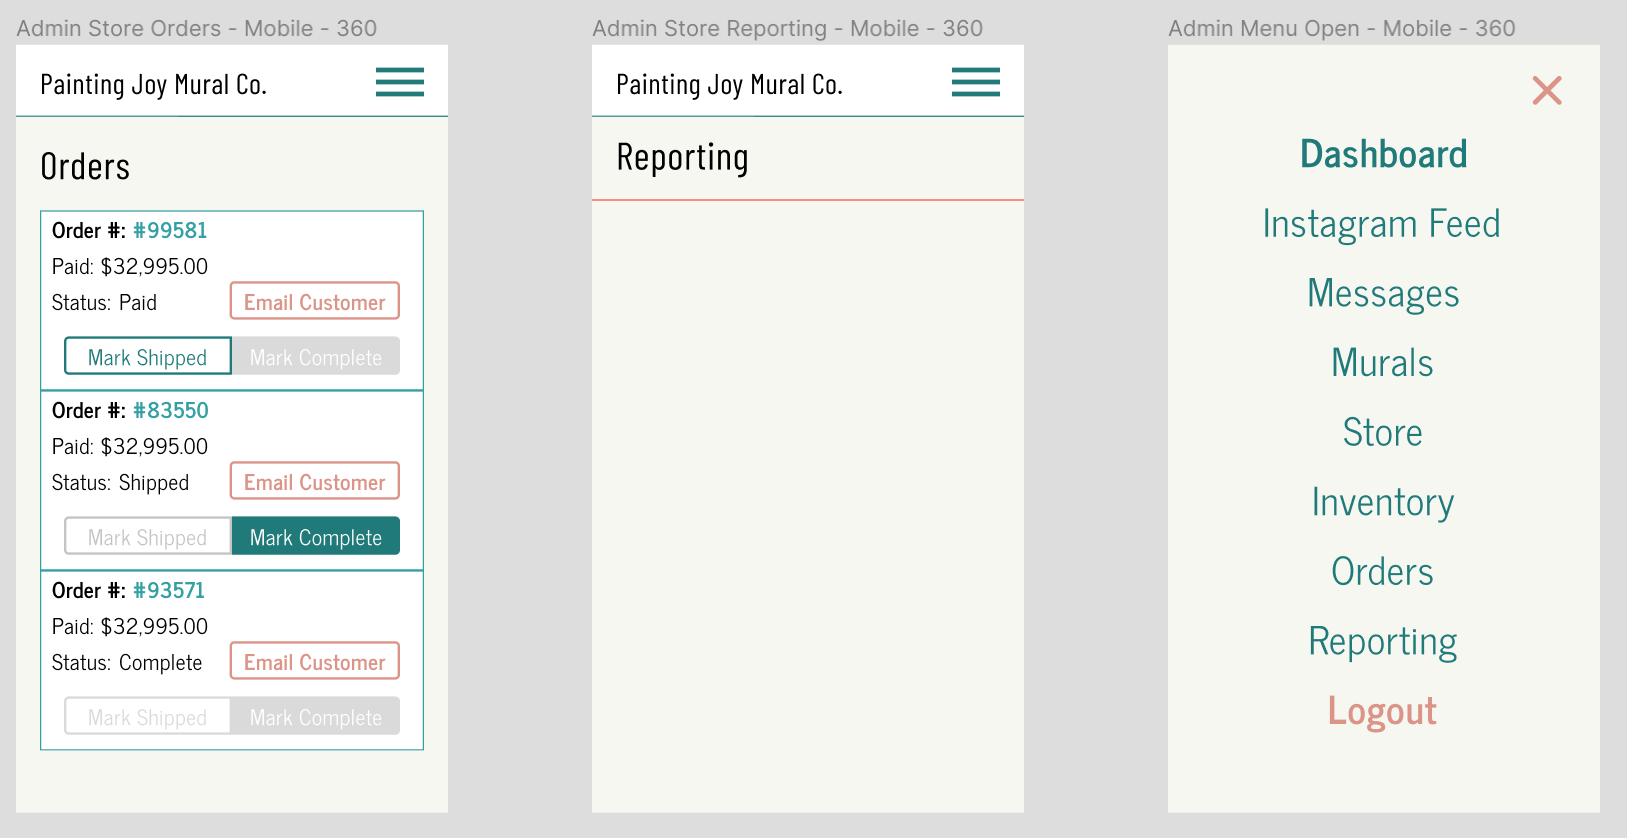 Admin Store Orders - Mobile - 360
Painting Joy Mural Co.
Orders
Order #: #99581
Paid: $32,995.00
Status: Paid
Email Customer
Mark Shipped
Mark Complete
Order #: #83550
Paid: $32,995.00
Status: Shipped
Email Customer
Mark Shipped
Mark Complete
Order #: #93571
Paid: $32,995.00
Status: Complete
Email Customer
Mark Shipped
Mark Complete
Admin Store Reporting - Mobile - 360
Painting Joy Mural Co.
Reporting
Admin Menu Open - Mobile - 360
Dashboard
Instagram Feed
Messages
Murals
Store
Inventory
Orders
Reporting
Logout